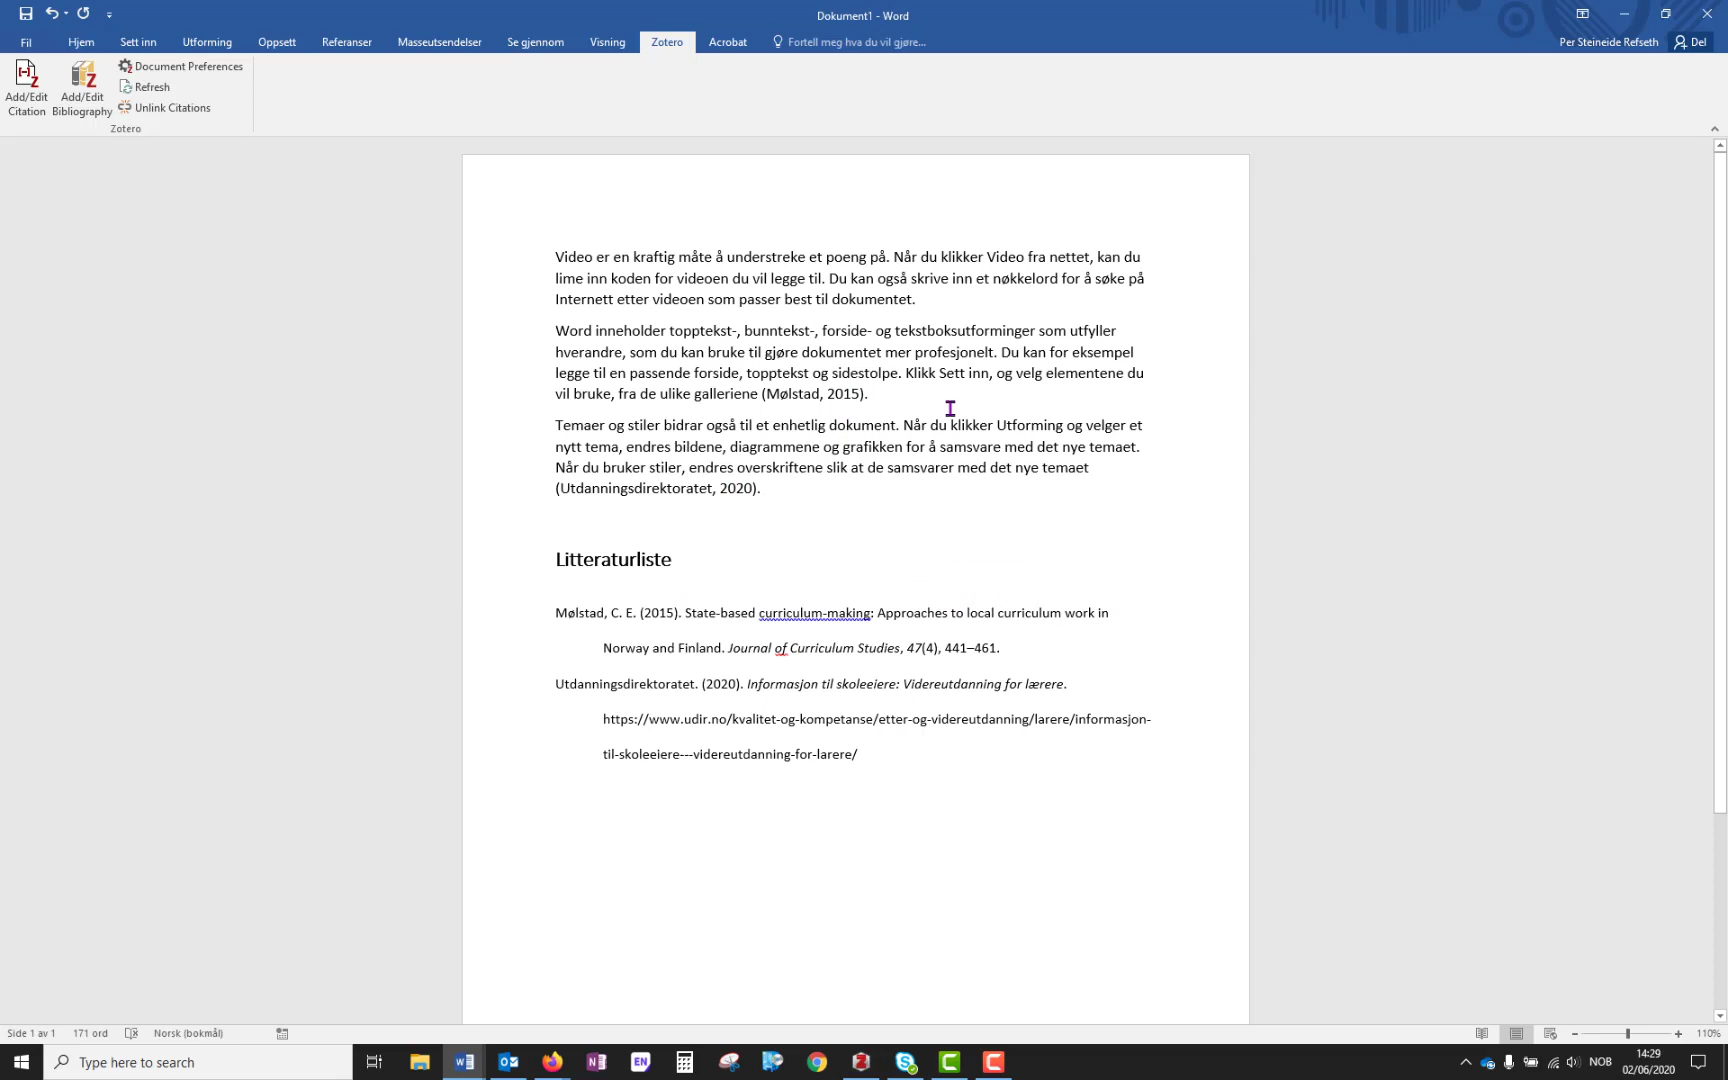 Dokument1 - Word
Fil Hjem Sett inn Utforming Oppsett Referanser Masseutsendelser Se gjennom Visning Zotero Acrobat Fortell meg hva du vil gjøre... Per Steineide Refseth Del
Add/Edit Citation
Add/Edit Bibliography
Document Preferences
Refresh
Unlink Citations
Zotero
Video er en kraftig måte å understreke et poeng på. Når du klikker Video fra nettet, kan du
lime inn koden for videoen du vil legge til. Du kan også skrive inn et nøkkelord for å søke på
Internett etter videoen som passer best til dokumentet.
Word inneholder topptekst-, bunntekst-, forside- og tekstboksutforminger som utfyller
hverandre, som du kan bruke til gjøre dokumentet mer profesjonelt. Du kan for eksempel
legge til en passende forside, topptekst og sidestolpe. Klikk Sett inn, og velg elementene du
vil bruke, fra de ulike galleriene (Mølstad, 2015).
Temaer og stiler bidrar også til et enhetlig dokument. Når du klikker Utforming og velger et
nytt tema, endres bildene, diagrammene og grafikken for å samsvare med det nye temaet.
Når du bruker stiler, endres overskriftene slik at de samsvarer med det nye temaet
(Utdanningsdirektoratet, 2020).
Litteraturliste
Mølstad, C. E. (2015). State-based curriculum-making: Approaches to local curriculum work in
Norway and Finland. Journal of Curriculum Studies, 47(4), 441–461.
Utdanningsdirektoratet. (2020). Informasjon til skoleeiere: Videreutdanning for lærere.
https://www.udir.no/kvalitet-og-kompetanse/etter-og-videreutdanning/larere/informasjon-
til-skoleeiere---videreutdanning-for-larere/
Side 1 av 1 171 ord Norsk (bokmål) 110%
Type here to search
EN
NOB
14:29
02/06/2020